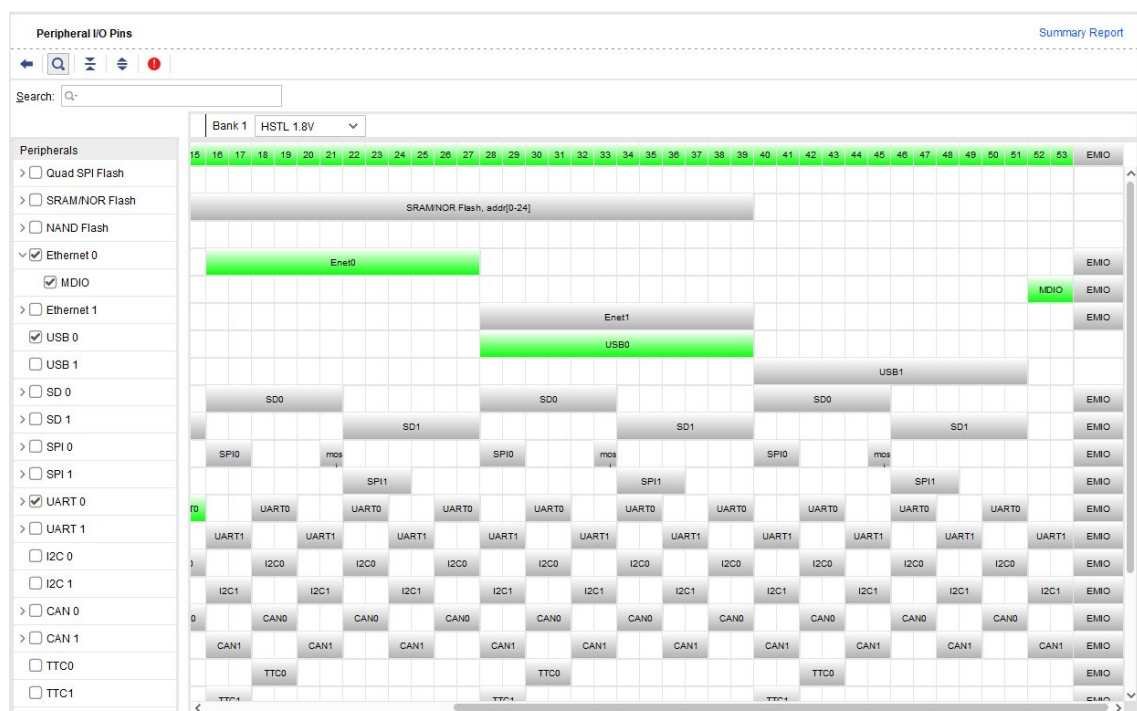 Peripheral I/O Pins Summary Report
Search:
Bank 1 HSTL 1.8V
Peripherals 15 16 17 18 19 20 21 22 23 24 25 26 27 28 29 30 31 32 33 34 35 36 37 38 39 40 41 42 43 44 45 46 47 48 49 50 51 52 53 EMIO
Quad SPI Flash
SRAM/NOR Flash SRAM/NOR Flash, addr[0-24]
NAND Flash
Ethernet 0 Enet0 EMIO
MDIO MDIO EMIO
Ethernet 1 Enet1 EMIO
USB 0 USB0
USB 1 USB1
SD 0 SD0 SD0 SD0 EMIO
SD 1 SD1 SD1 SD1 EMIO
SPI 0 SPI0 mos SPI0 mos SPI0 mos EMIO
SPI 1 SPI1 SPI1 SPI1 EMIO
UART 0 T0 UART0 UART0 UART0 UART0 UART0 UART0 UART0 UART0 UART0 EMIO
UART 1 UART1 UART1 UART1 UART1 UART1 UART1 UART1 UART1 UART1 UART1 EMIO
I2C 0 I2C0 I2C0 I2C0 I2C0 I2C0 I2C0 I2C0 I2C0 I2C0 EMIO
I2C 1 I2C1 I2C1 I2C1 I2C1 I2C1 I2C1 I2C1 I2C1 I2C1 I2C1 EMIO
CAN 0 0 CAN0 CAN0 CAN0 CAN0 CAN0 CAN0 CAN0 CAN0 CAN0 EMIO
CAN 1 CAN1 CAN1 CAN1 CAN1 CAN1 CAN1 CAN1 CAN1 CAN1 CAN1 EMIO
TTC0 TTC0 TTC0 TTC0 EMIO
TTC1 TTC1 TTC1 TTC1 EMIO